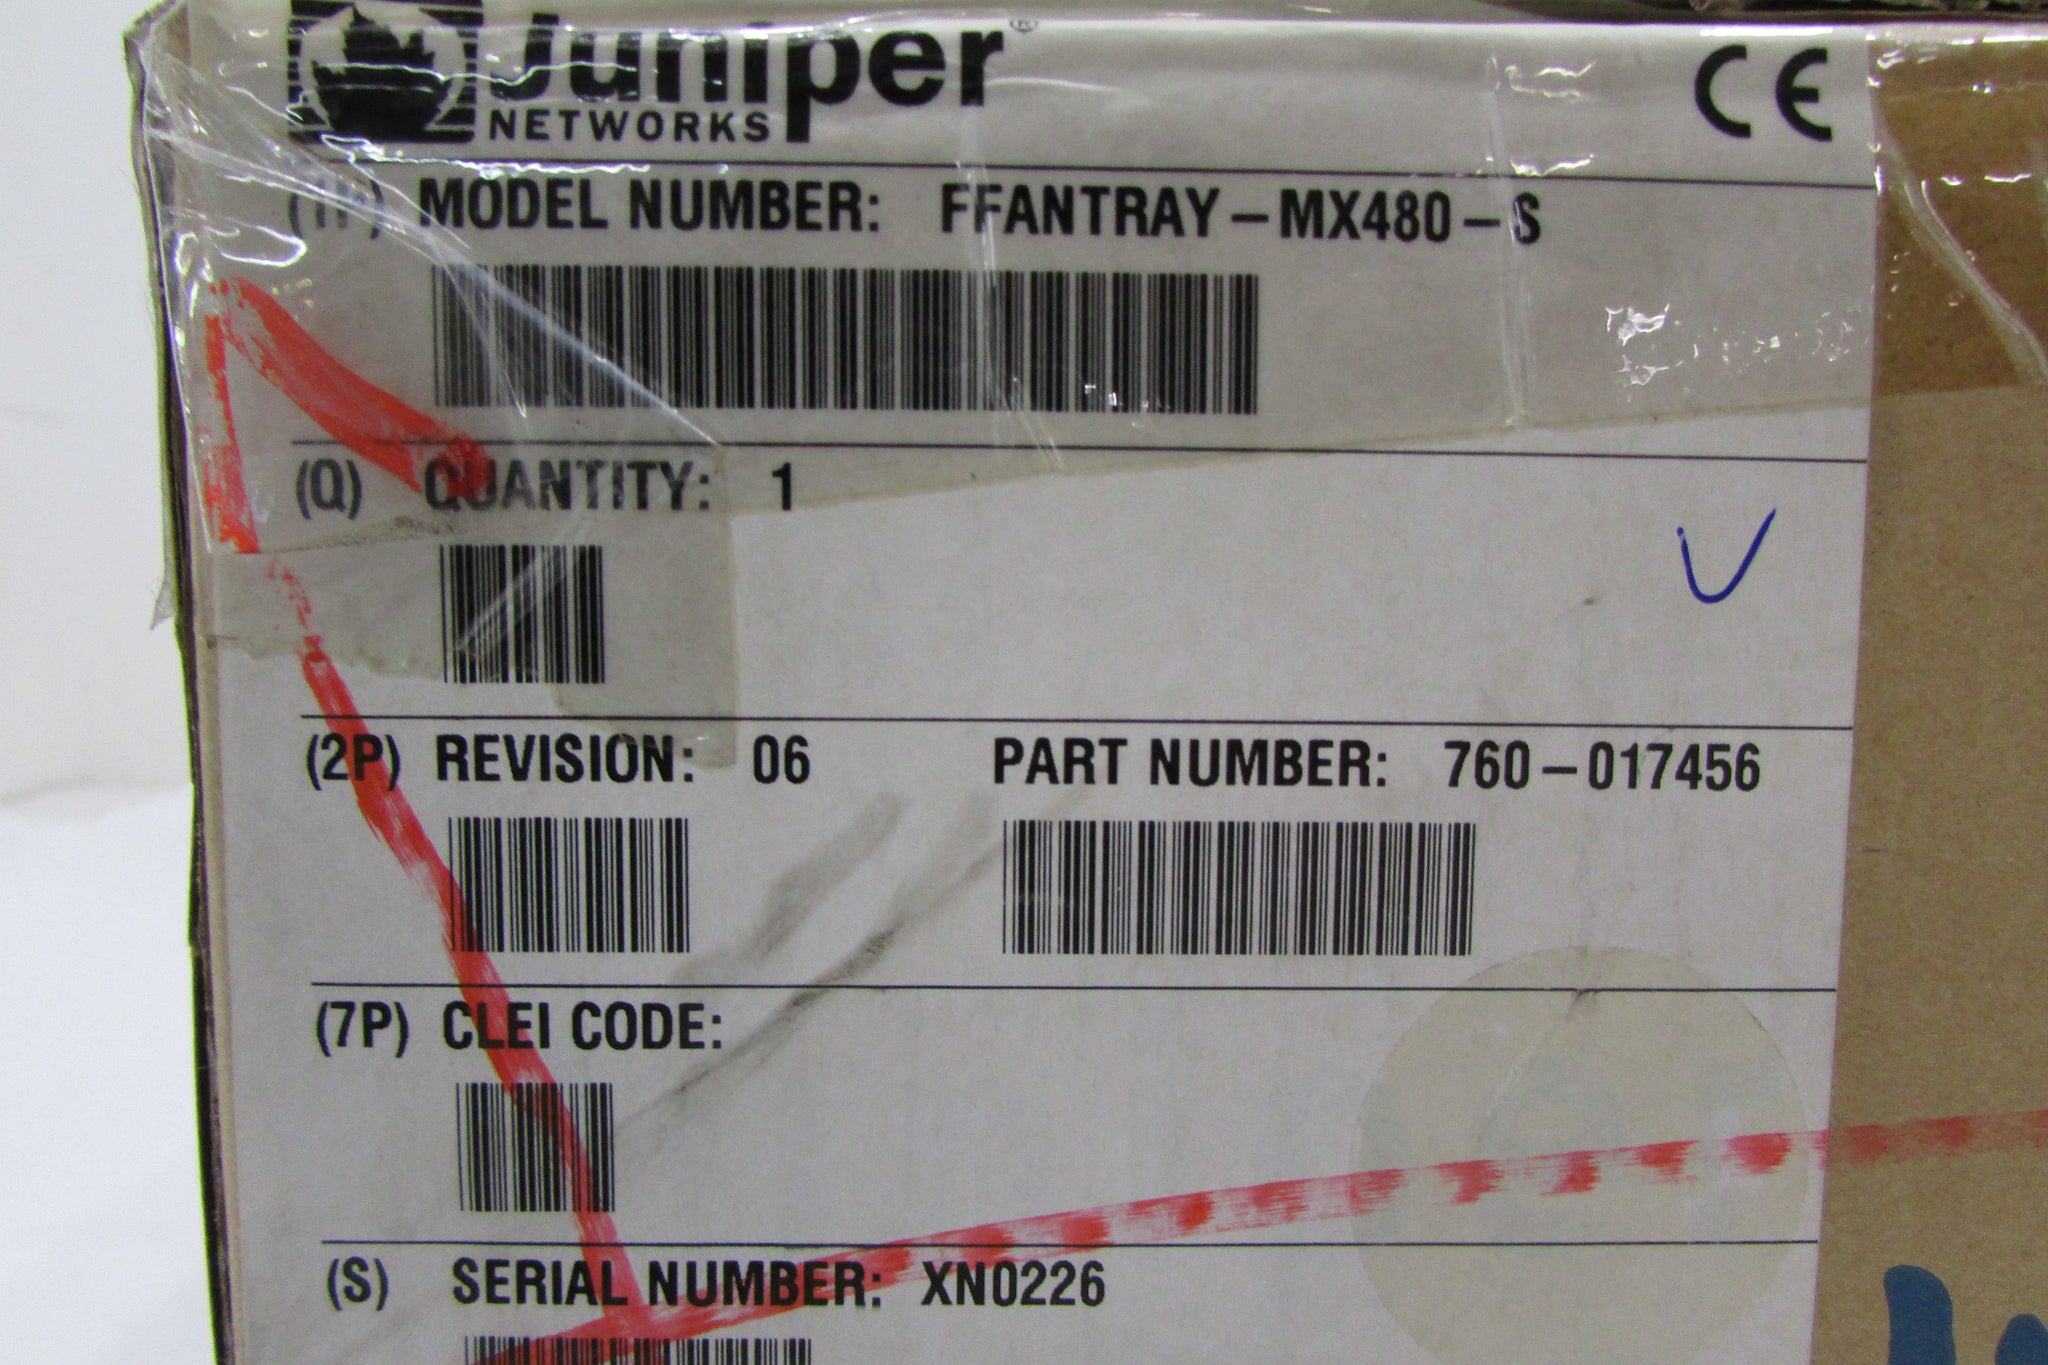 Juniper®
NETWORKS
CE
(1P) MODEL NUMBER: FFANTRAY-MX480-S
(Q) QUANTITY: 1
(2P) REVISION: 06 PART NUMBER: 760-017456
(7P) CLEI CODE:
(S) SERIAL NUMBER: XN0226